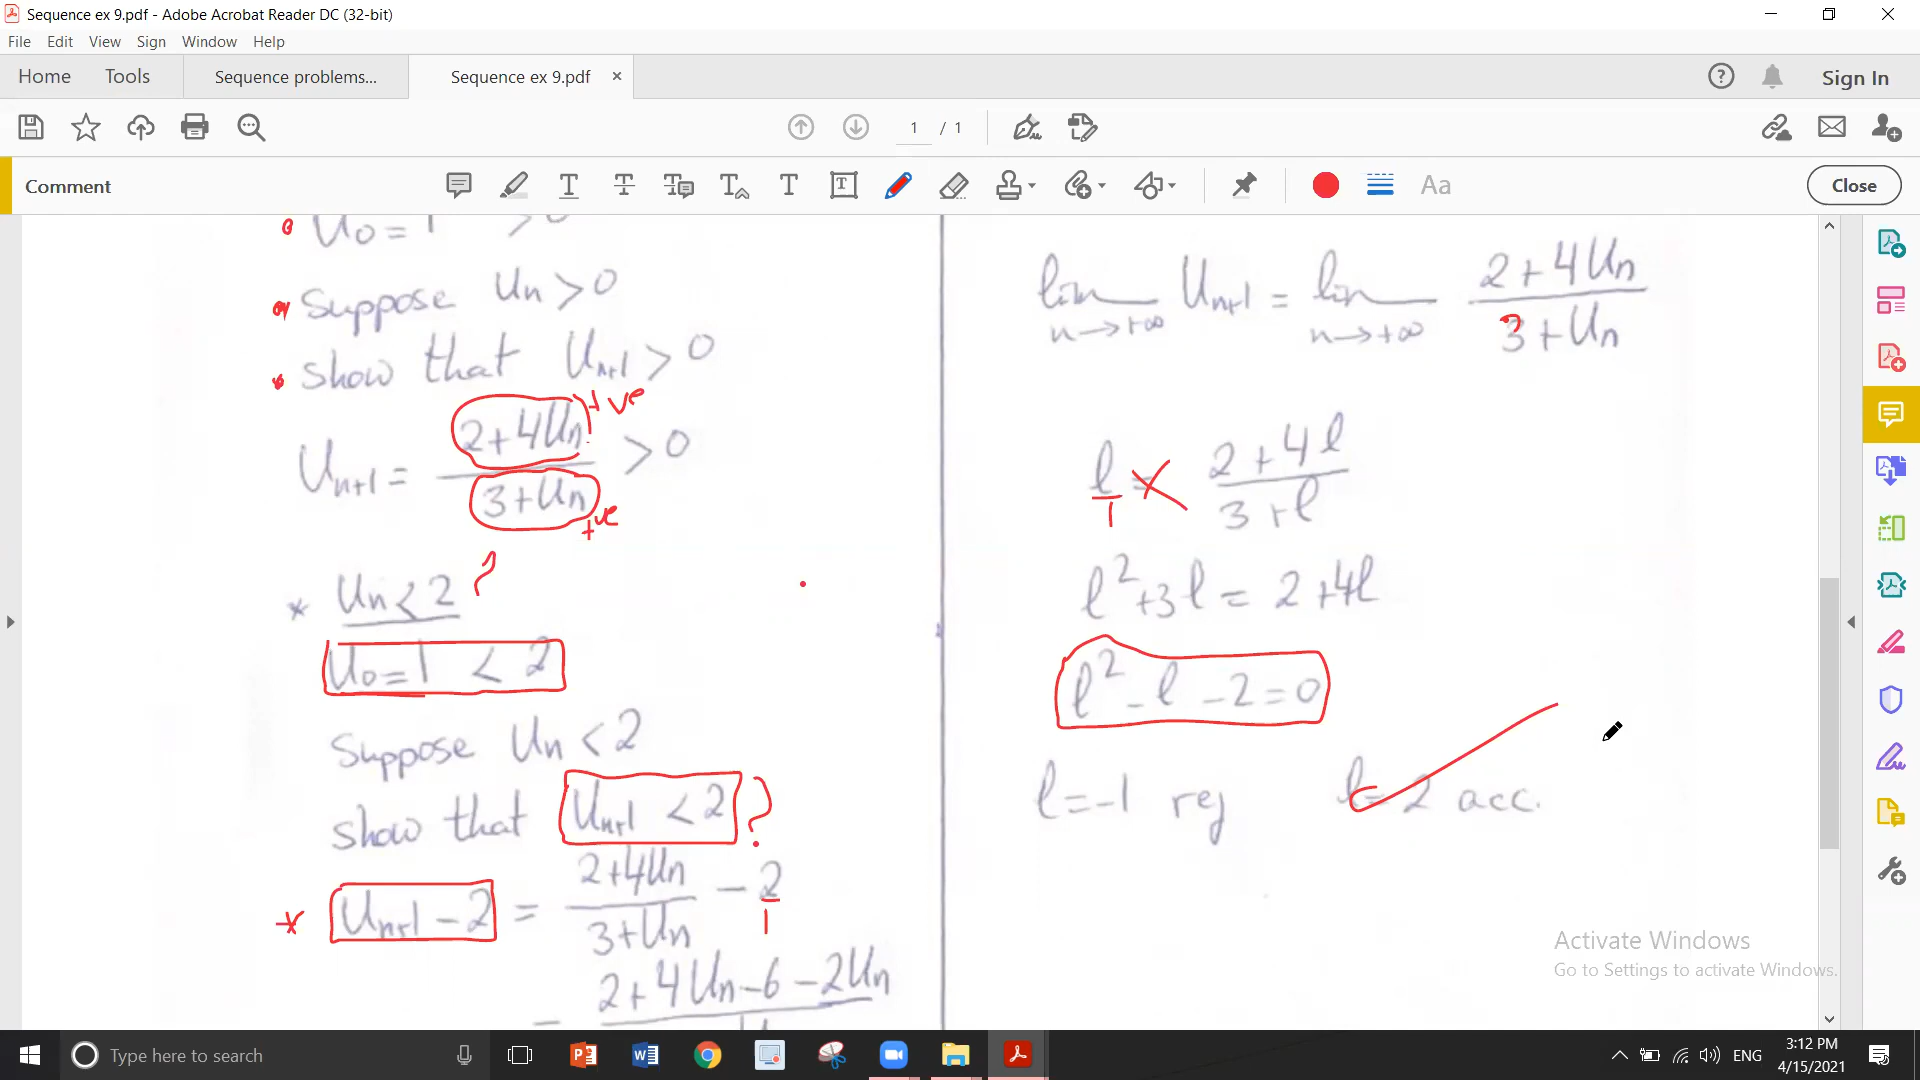 Sequence ex 9.pdf - Adobe Acrobat Reader DC (32-bit)
File Edit View Sign Window Help
Home Tools Sequence problems... Sequence ex 9.pdf × Sign In
1 / 1
Comment Aa Close
U₀ = 1 > 0
Suppose Un > 0
show that Un+1 > 0
+ve
Un+1 = (2+4Un)/(3+Un) > 0
+ve
* Un < 2 ?
U₀ = 1 < 2
Suppose Un < 2
show that Un+1 < 2 ?
* Un+1 - 2 = (2+4Un)/(3+Un) - 2/1
= 2+4Un-6-2Un
lim n→+∞ Un+1 = lim n→+∞ (2+4Un)/(3+Un)
l/1 = (2+4l)/(3+l)
l²+3l = 2+4l
l²-l-2=0
l=-1 rej l=2 acc.
Activate Windows
Go to Settings to activate Windows.
Type here to search
ENG
3:12 PM
4/15/2021